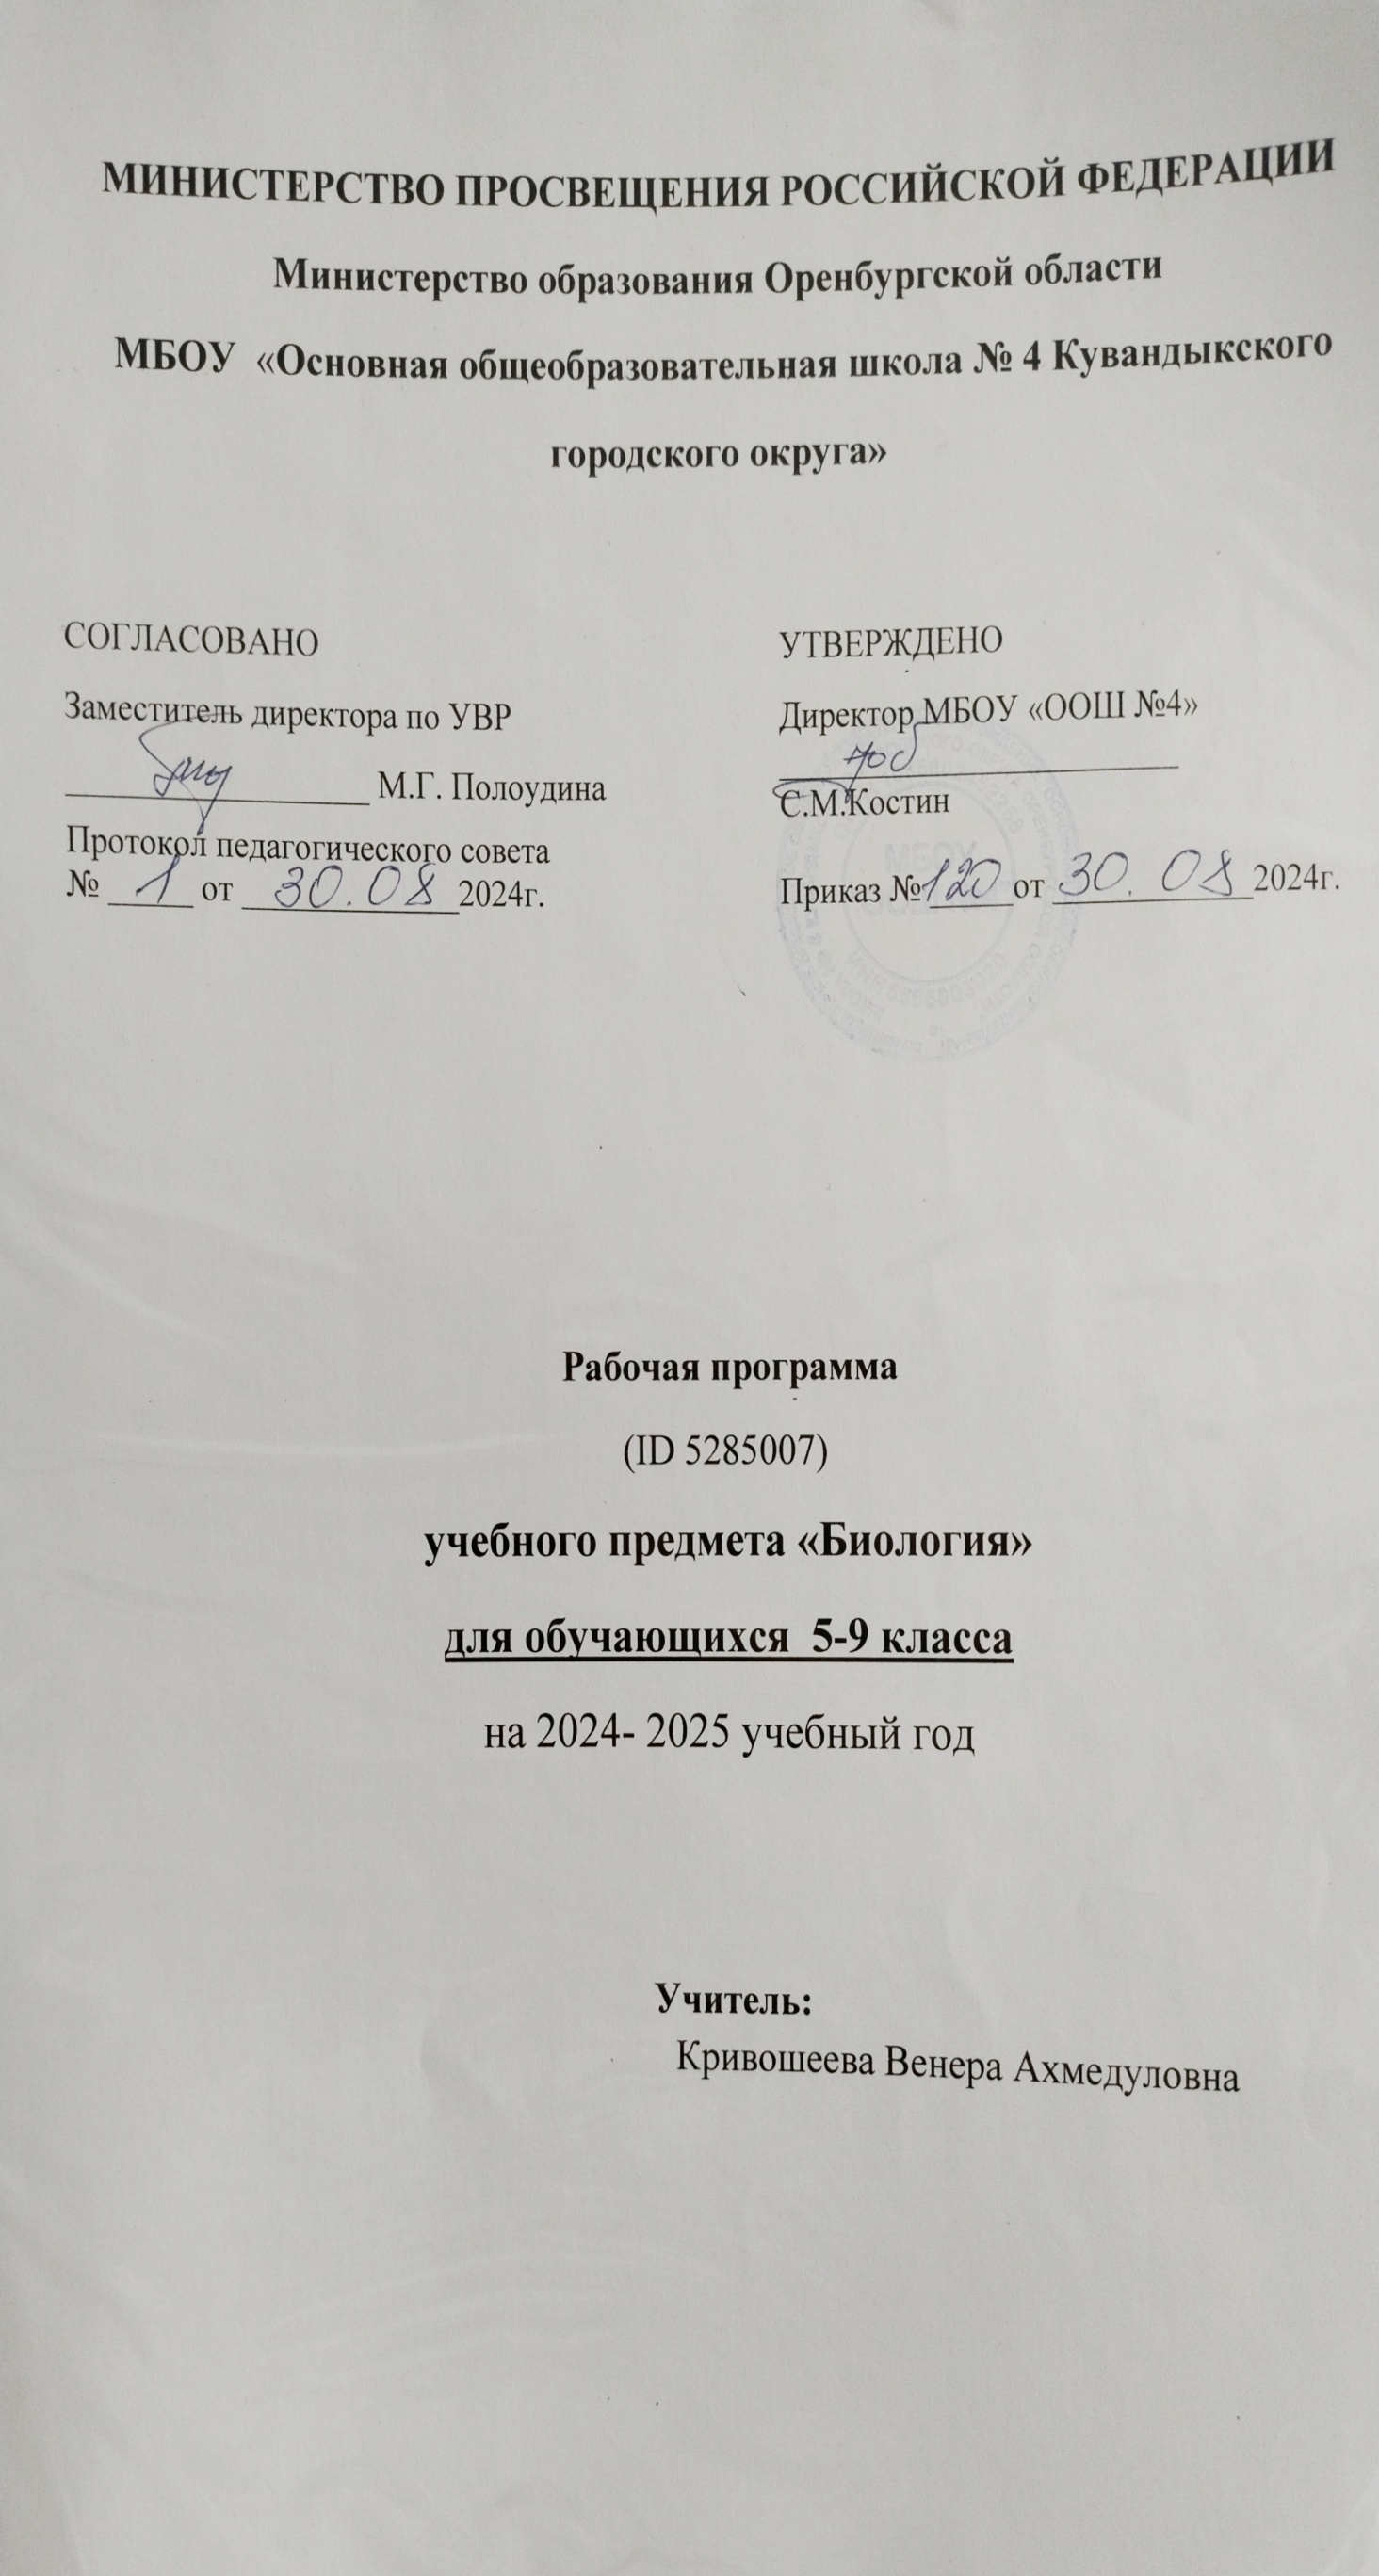 МИНИСТЕРСТВО ПРОСВЕЩЕНИЯ РОССИЙСКОЙ ФЕДЕРАЦИИ
Министерство образования Оренбургской области
МБОУ «Основная общеобразовательная школа № 4 Кувандыкского
городского округа»
СОГЛАСОВАНО
Заместитель директора по УВР
М.Г. Полоудина
Протокол педагогического совета
№ 1 от 30.08 2024г.
УТВЕРЖДЕНО
Директор МБОУ «ООШ №4»
С.М.Костин
Приказ № 120 от 30.08 2024г.
Рабочая программа
(ID 5285007)
учебного предмета «Биология»
для обучающихся 5-9 класса
на 2024- 2025 учебный год
Учитель:
Кривошеева Венера Ахмедуловна